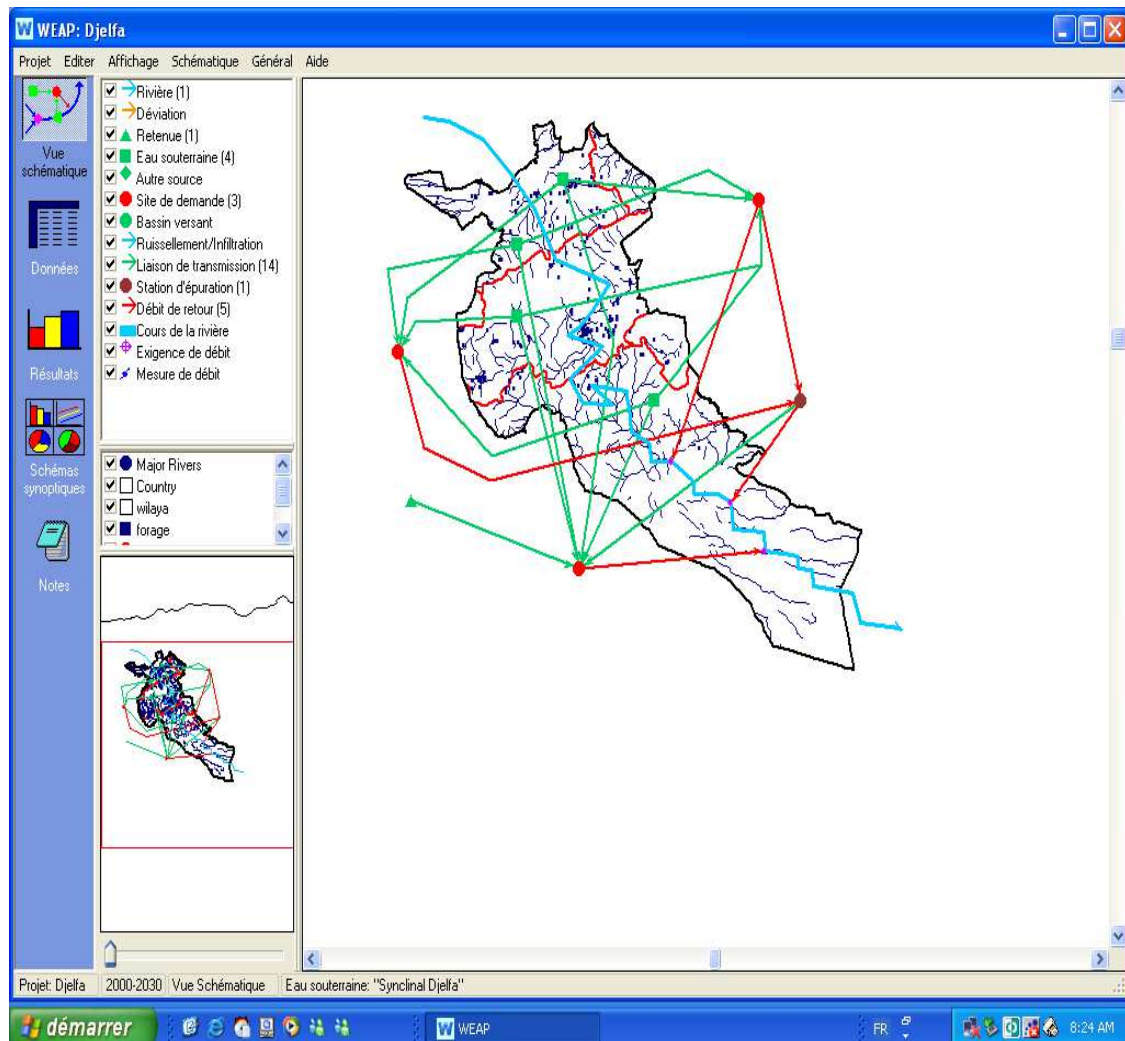 WEAP: Djelfa
Projet Editer Affichage Schématique Général Aide
Vue schématique
Données
Résultats
Schémas synoptiques
Notes
Rivière (1)
Déviation
Retenue (1)
Eau souterraine (4)
Autre source
Site de demande (3)
Bassin versant
Ruissellement/Infiltration
Liaison de transmission (14)
Station d'épuration (1)
Débit de retour (5)
Cours de la rivière
Exigence de débit
Mesure de débit
Major Rivers
Country
wilaya
forage
Projet: Djelfa 2000-2030 Vue Schématique Eau souterraine: "Synclinal Djelfa"
démarrer WEAP FR 8:24 AM